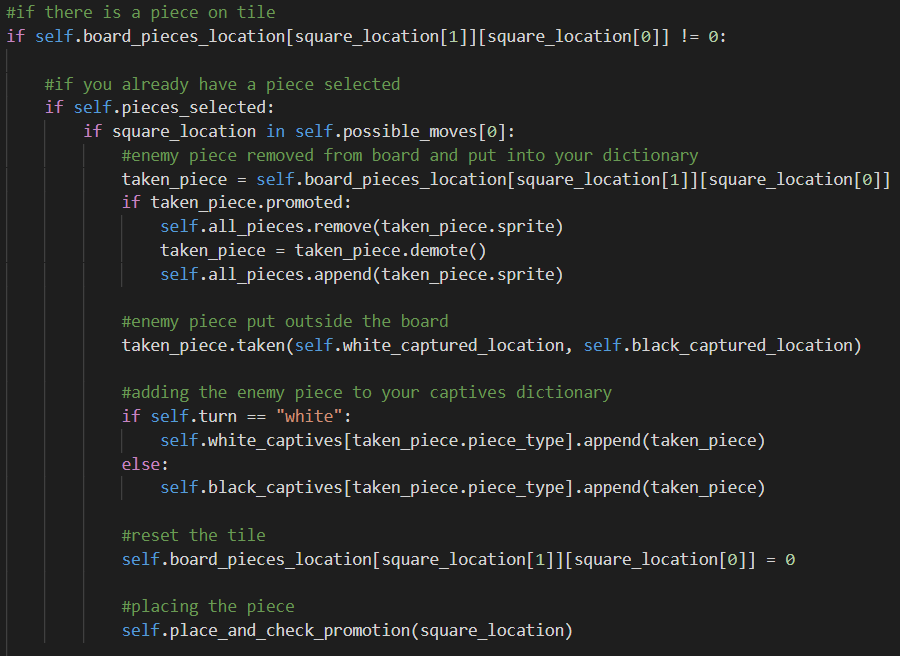 #if there is a piece on tile
if self.board_pieces_location[square_location[1]][square_location[0]] != 0:
#if you already have a piece selected
if self.pieces_selected:
if square_location in self.possible_moves[0]:
#enemy piece removed from board and put into your dictionary
taken_piece = self.board_pieces_location[square_location[1]][square_location[0]]
if taken_piece.promoted:
self.all_pieces.remove(taken_piece.sprite)
taken_piece = taken_piece.demote()
self.all_pieces.append(taken_piece.sprite)
#enemy piece put outside the board
taken_piece.taken(self.white_captured_location, self.black_captured_location)
#adding the enemy piece to your captives dictionary
if self.turn == "white":
self.white_captives[taken_piece.piece_type].append(taken_piece)
else:
self.black_captives[taken_piece.piece_type].append(taken_piece)
#reset the tile
self.board_pieces_location[square_location[1]][square_location[0]] = 0
#placing the piece
self.place_and_check_promotion(square_location)